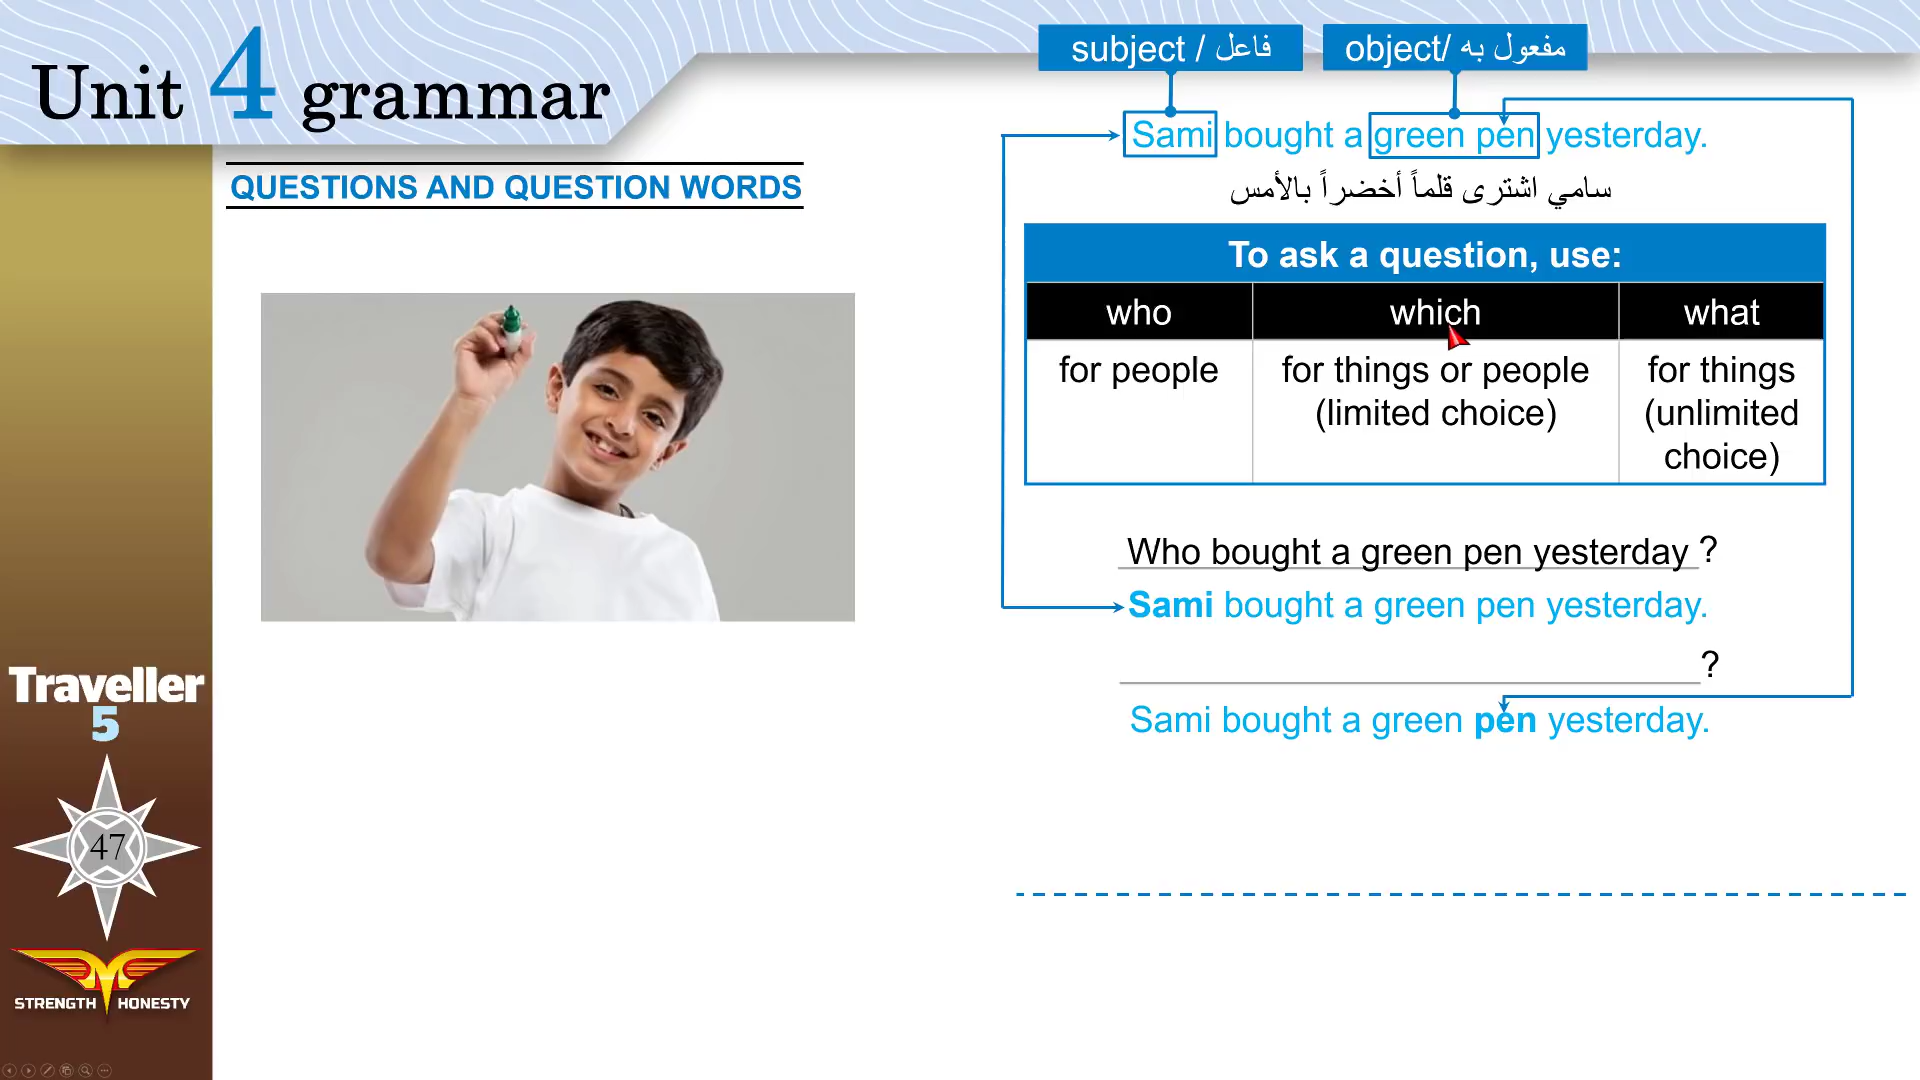 Unit 4 grammar
QUESTIONS AND QUESTION WORDS
subject / فاعل
object/ مفعول به
Sami bought a green pen yesterday.
سامي اشترى قلماً أخضراً بالأمس
To ask a question, use:
who
which
what
for people
for things or people
(limited choice)
for things
(unlimited
choice)
Who bought a green pen yesterday ?
Sami bought a green pen yesterday.
?
Sami bought a green pen yesterday.
Traveller
5
47
STRENGTH HONESTY